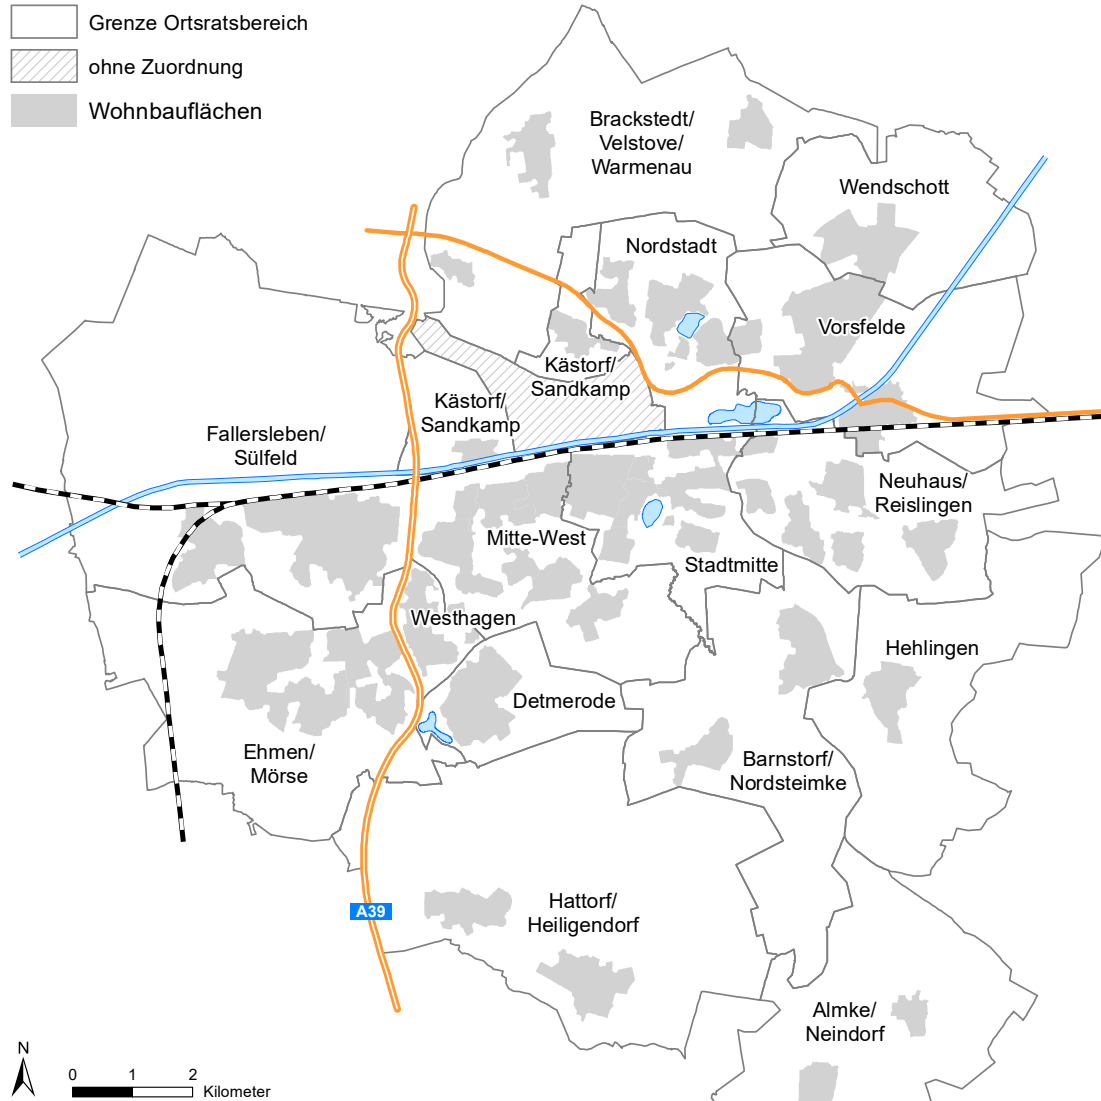 Grenze Ortsratsbereich
ohne Zuordnung
Wohnbauflächen
Brackstedt/
Velstove/
Warmenau
Wendschott
Nordstadt
Vorsfelde
Kästorf/
Sandkamp
Kästorf/
Sandkamp
Fallersleben/
Sülfeld
Neuhaus/
Reislingen
Mitte-West
Stadtmitte
Westhagen
Hehlingen
Detmerode
Ehmen/
Mörse
Barnstorf/
Nordsteimke
A39
Hattorf/
Heiligendorf
Almke/
Neindorf
N
0 1 2
Kilometer